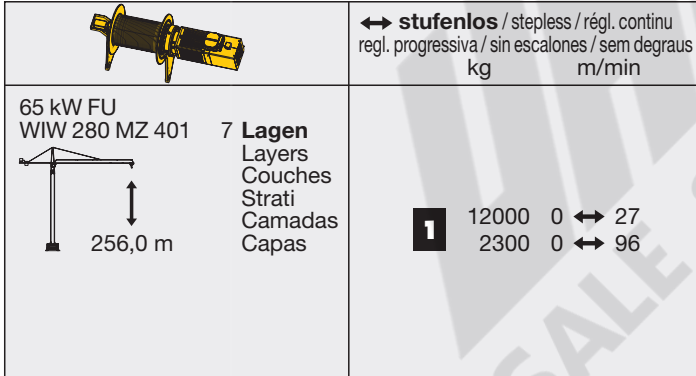 ↔ stufenlos / stepless / régl. continu
regl. progressiva / sin escalones / sem degraus
kg m/min
65 kW FU
WIW 280 MZ 401 7 Lagen
Layers
Couches
Strati
Camadas
256,0 m Capas
1 12000 0 ↔ 27
2300 0 ↔ 96
SALE